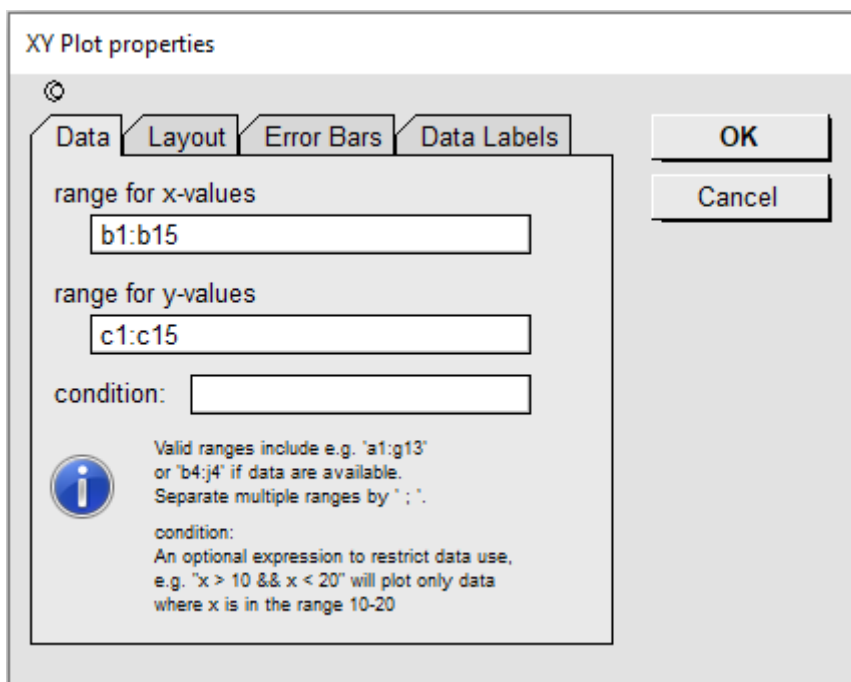 XY Plot properties
©
Data Layout Error Bars Data Labels
OK
Cancel
range for x-values
b1:b15
range for y-values
c1:c15
condition:
Valid ranges include e.g. 'a1:g13'
or 'b4:j4' if data are available.
Separate multiple ranges by ' ; '.
condition:
An optional expression to restrict data use,
e.g. "x > 10 && x < 20" will plot only data
where x is in the range 10-20